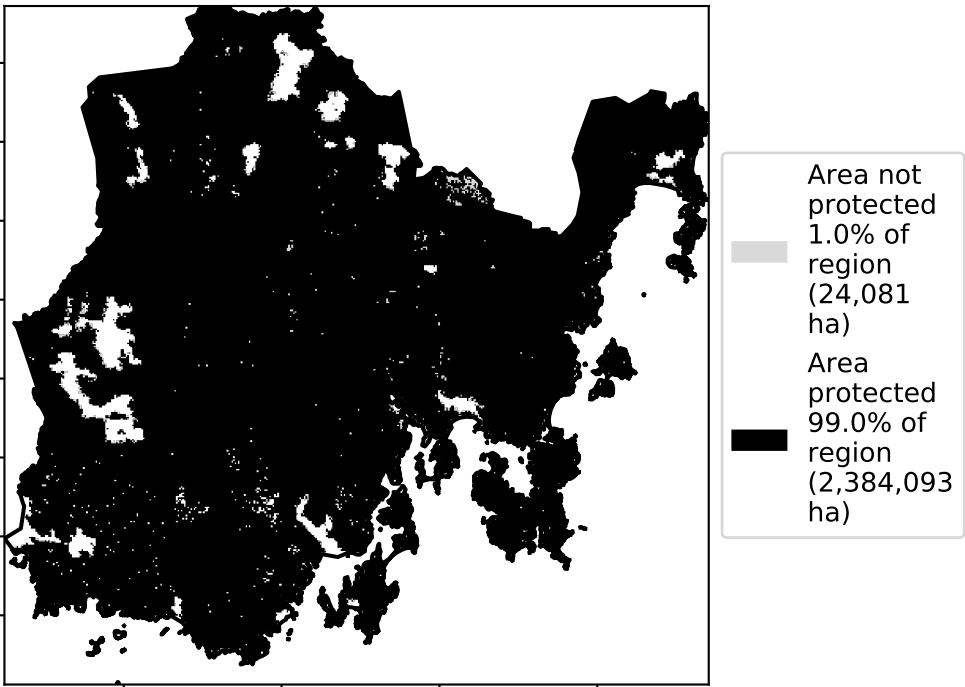 Area not
protected
1.0% of
region
(24,081
ha)
Area
protected
99.0% of
region
(2,384,093
ha)